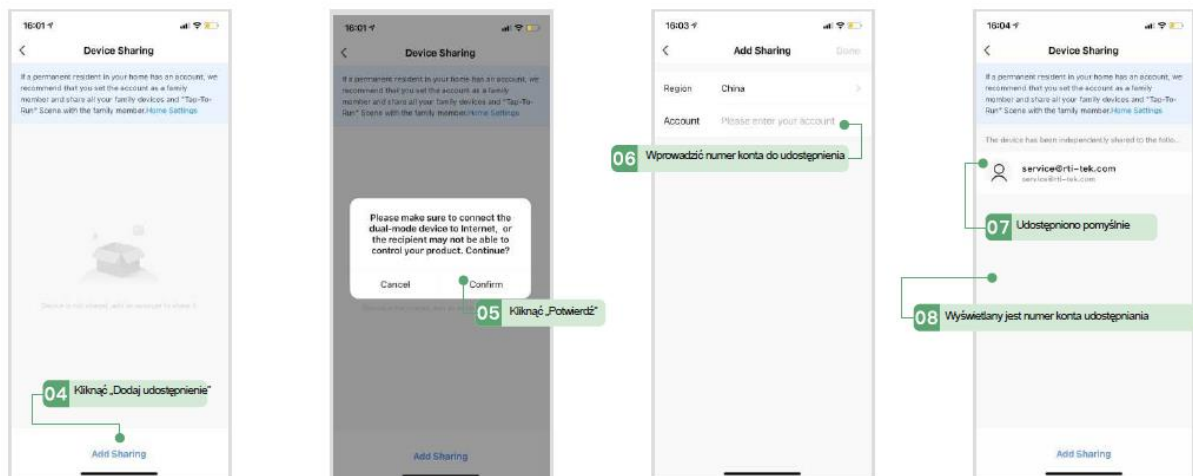 16:01
Device Sharing
If a permanent resident in your home has an account, we
recommend that you set the account as a family
member and share all your family devices and "Tap-To-
Run" Scene with the family member.Home Settings
Device is not shared, add
04 Kliknąć „Dodaj udostępnienie“
Add Sharing
16:01
Device Sharing
If a permanent resident in your home has an account, we
recommend that you set the account as a family
member and share all your family devices and "Tap-To-
Run" Scene with the family member.Home Settings
Please make sure to connect the
dual-mode device to Internet, or
the recipient may not be able to
control your product. Continue?
Cancel Confirm
05 Kliknąć „Potwierdź“
Add Sharing
16:03
Add Sharing Done
Region China
Account Please enter your account
06 Wprowadzić numer konta do udostępnienia
16:04
Device Sharing
If a permanent resident in your home has an account, we
recommend that you set the account as a family
member and share all your family devices and "Tap-To-
Run" Scene with the family member.Home Settings
The device has been independently shared to the follo...
service@rti-tek.com
service@rti-tek.com
07 Udostępniono pomyślnie
08 Wyświetlany jest numer konta udostępniania
Add Sharing